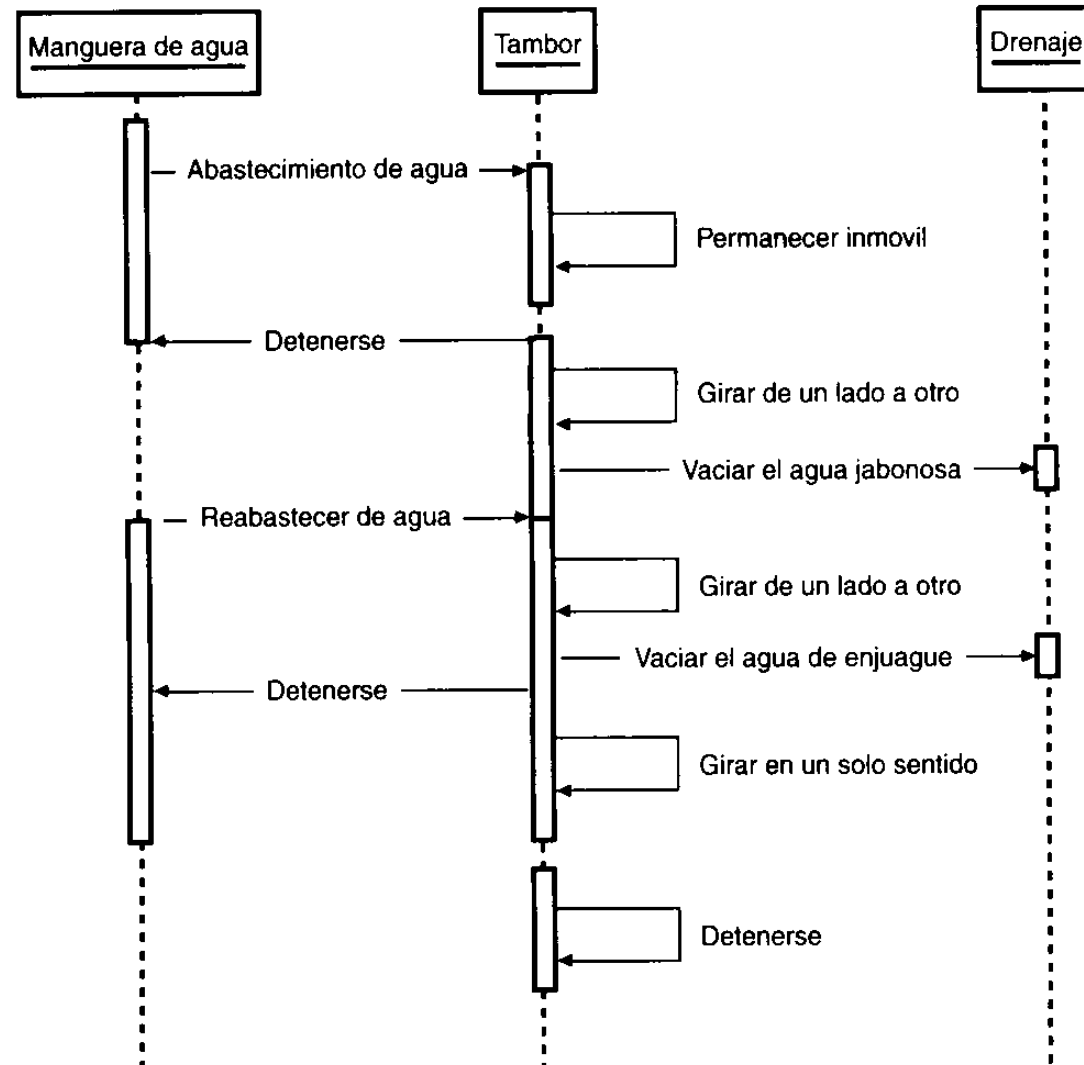 Manguera de agua
Tambor
Drenaje
Abastecimiento de agua
Permanecer inmovil
Detenerse
Girar de un lado a otro
Vaciar el agua jabonosa
Reabastecer de agua
Girar de un lado a otro
Vaciar el agua de enjuague
Detenerse
Girar en un solo sentido
Detenerse